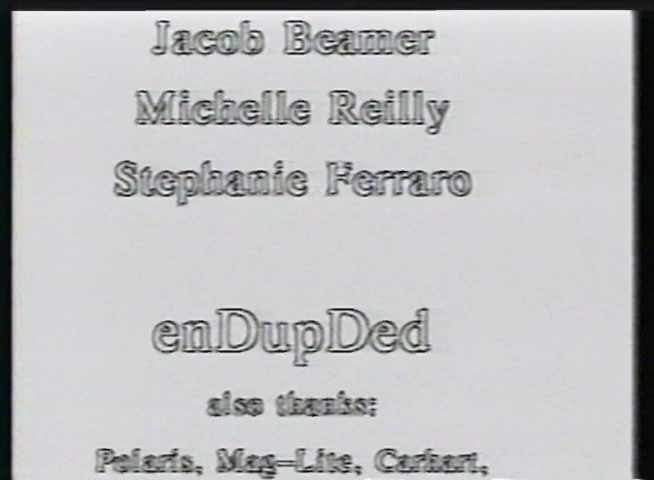 Jacob Beamer
Michelle Reilly
Stephanie Ferraro
enDupDed
also thanks:
Polaris, Mag-Lite, Carhart,